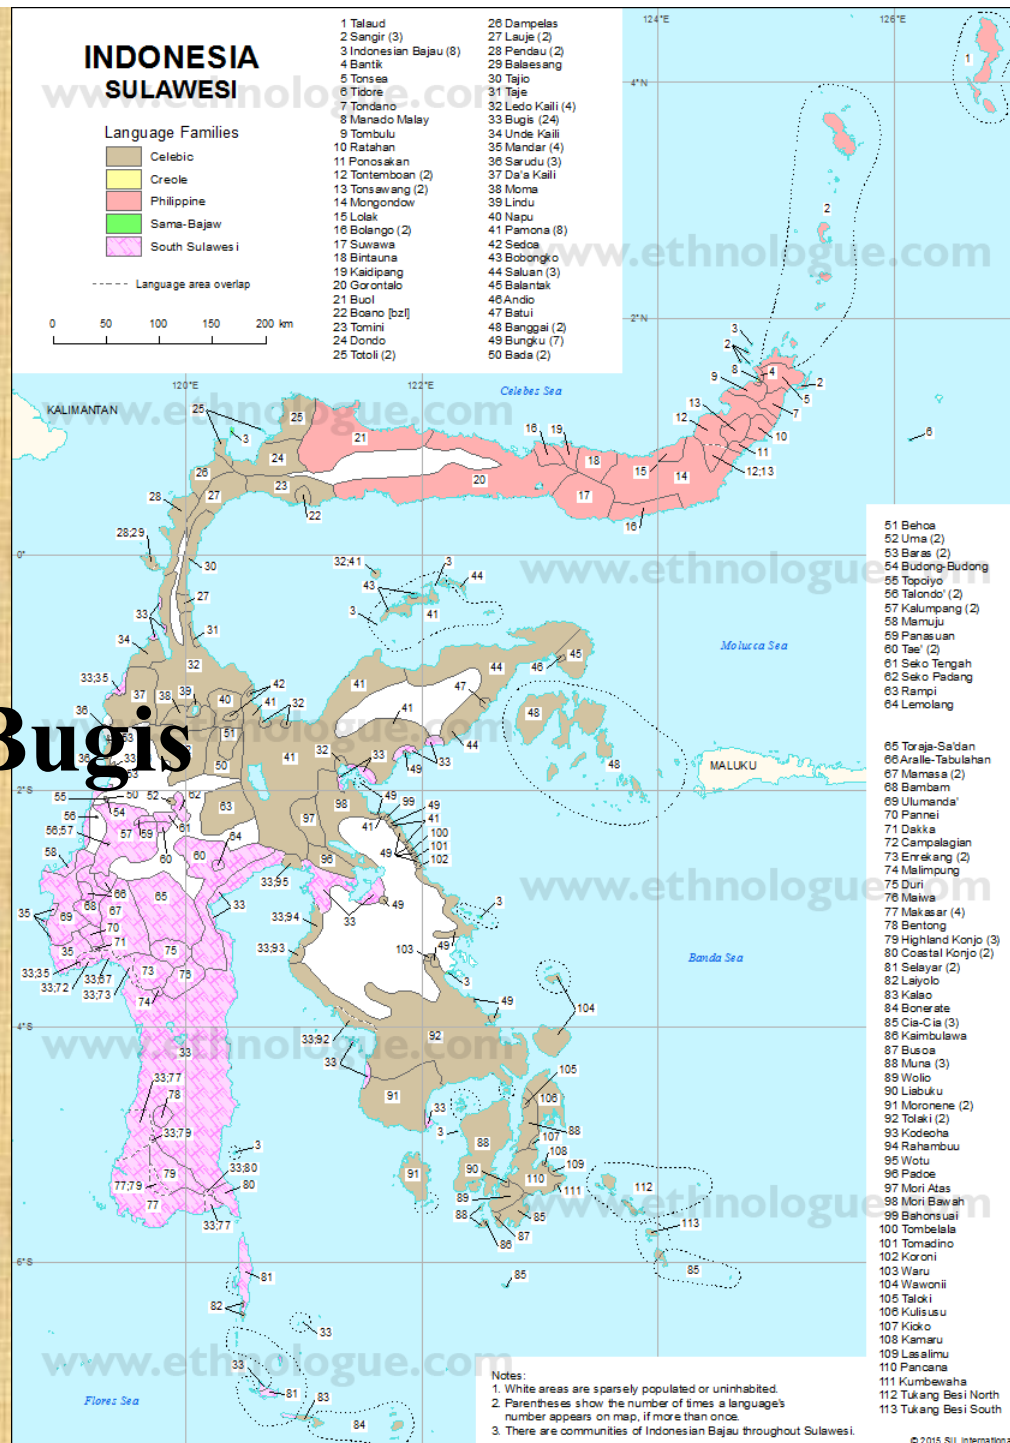 INDONESIA
SULAWESI
Language Families
Celebic
Creole
Philippine
Sama-Bajaw
South Sulawesi
Language area overlap
0 50 100 150 200 km
1 Talaud
2 Sangir (3)
3 Indonesian Bajau (8)
4 Bantik
5 Tonsea
6 Tidore
7 Tondano
8 Manado Malay
9 Tombulu
10 Ratahan
11 Ponosakan
12 Tontemboan (2)
13 Tonsawang (2)
14 Mongondow
15 Lolak
16 Bolango (2)
17 Suwawa
18 Bintauna
19 Kaidipang
20 Gorontalo
21 Buol
22 Boano [bzl]
23 Tomini
24 Dondo
25 Totoli (2)
26 Dampelas
27 Lauje (2)
28 Pendau (2)
29 Balaesang
30 Tajio
31 Taje
32 Ledo Kaili (4)
33 Bugis (24)
34 Unde Kaili
35 Mandar (4)
36 Sarudu (3)
37 Da'a Kaili
38 Moma
39 Lindu
40 Napu
41 Pamona (8)
42 Sedoa
43 Bobongko
44 Saluan (3)
45 Balantak
46 Andio
47 Batui
48 Banggai (2)
49 Bungku (7)
50 Bada (2)
124°E
126°E
4°N
2°N
120°E
122°E
0°
2°S
4°S
6°S
KALIMANTAN
Celebes Sea
Molucca Sea
MALUKU
Banda Sea
Flores Sea
Bugis
51 Behoa
52 Uma (2)
53 Baras (2)
54 Budong-Budong
55 Topoiyo
56 Talondo' (2)
57 Kalumpang (2)
58 Mamuju
59 Panasuan
60 Tae' (2)
61 Seko Tengah
62 Seko Padang
63 Rampi
64 Lemolang
65 Toraja-Sa'dan
66 Aralle-Tabulahan
67 Mamasa (2)
68 Bambam
69 Ulumanda'
70 Pannei
71 Dakka
72 Campalagian
73 Enrekang (2)
74 Malimpung
75 Duri
76 Maiwa
77 Makasar (4)
78 Bentong
79 Highland Konjo (3)
80 Coastal Konjo (2)
81 Selayar (2)
82 Laiyolo
83 Kalao
84 Bonerate
85 Cia-Cia (3)
86 Kaimbulawa
87 Busoa
88 Muna (3)
89 Wolio
90 Liabuku
91 Moronene (2)
92 Tolaki (2)
93 Kodeoha
94 Rahambuu
95 Wotu
96 Padoe
97 Mori Atas
98 Mori Bawah
99 Bahonsuai
100 Tombelala
101 Tomadino
102 Koroni
103 Waru
104 Wawonii
105 Taloki
106 Kulisusu
107 Kioko
108 Kamaru
109 Lasalimu
110 Pancana
111 Kumbewaha
112 Tukang Besi North
113 Tukang Besi South
Notes:
1. White areas are sparsely populated or uninhabited.
2. Parentheses show the number of times a language's
number appears on map, if more than once.
3. There are communities of Indonesian Bajau throughout Sulawesi.
© 2015 SIL International
www.ethnologue.com